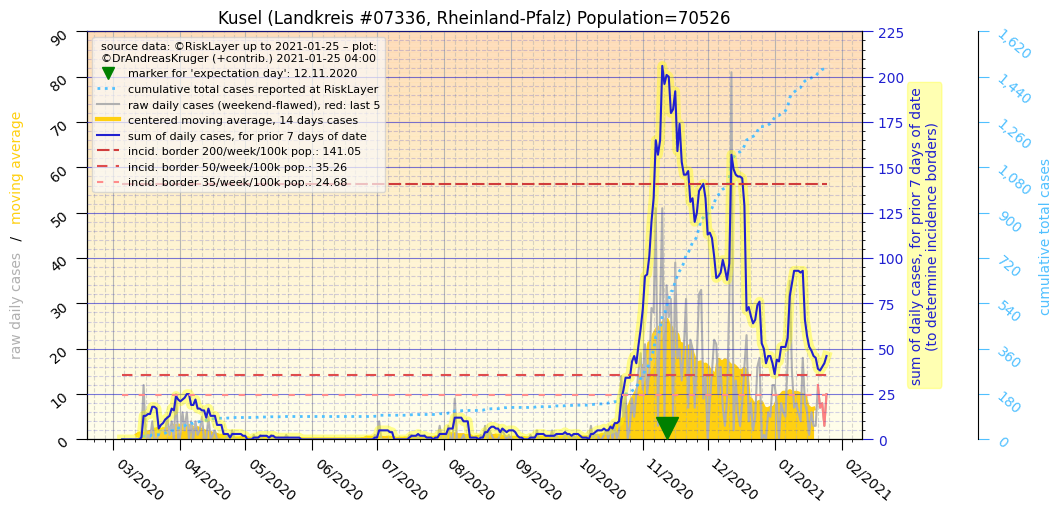 Kusel (Landkreis #07336, Rheinland-Pfalz) Population=70526
source data: ©RiskLayer up to 2021-01-25 – plot:
©DrAndreasKruger (+contrib.) 2021-01-25 04:00
marker for 'expectation day': 12.11.2020
cumulative total cases reported at RiskLayer
raw daily cases (weekend-flawed), red: last 5
centered moving average, 14 days cases
sum of daily cases, for prior 7 days of date
incid. border 200/week/100k pop.: 141.05
incid. border 50/week/100k pop.: 35.26
incid. border 35/week/100k pop.: 24.68
raw daily cases / moving average
90
80
70
60
50
40
30
20
10
0
225
200
175
150
125
100
75
50
25
0
sum of daily cases, for prior 7 days of date
(to determine incidence borders)
1,620
1,440
1,260
1,080
900
720
540
360
180
0
cumulative total cases
03/2020
04/2020
05/2020
06/2020
07/2020
08/2020
09/2020
10/2020
11/2020
12/2020
01/2021
02/2021